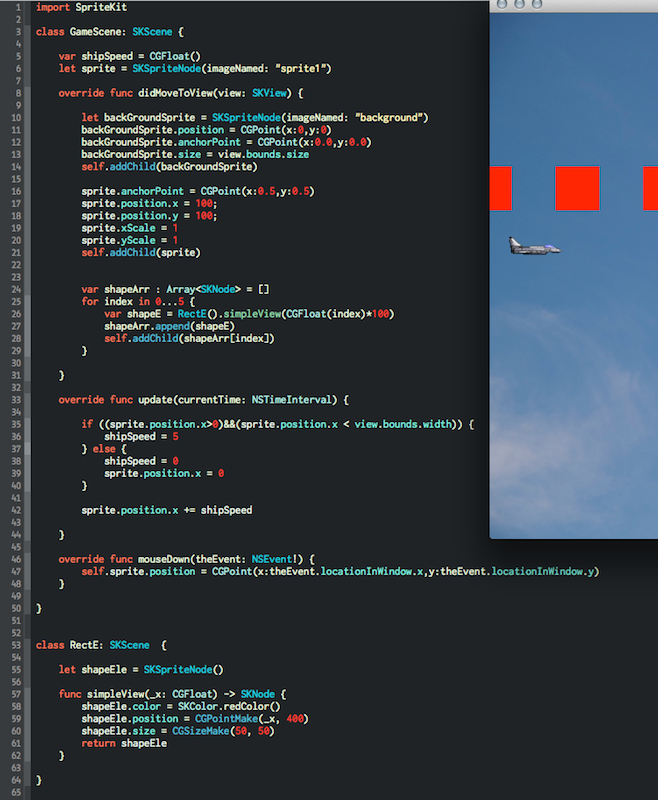 1 import SpriteKit
2
3 class GameScene: SKScene {
4
5 var shipSpeed = CGFloat()
6 let sprite = SKSpriteNode(imageNamed: "sprite1")
7
8 override func didMoveToView(view: SKView) {
9
10 let backGroundSprite = SKSpriteNode(imageNamed: "background")
11 backGroundSprite.position = CGPoint(x:0,y:0)
12 backGroundSprite.anchorPoint = CGPoint(x:0.0,y:0.0)
13 backGroundSprite.size = view.bounds.size
14 self.addChild(backGroundSprite)
15
16 sprite.anchorPoint = CGPoint(x:0.5,y:0.5)
17 sprite.position.x = 100;
18 sprite.position.y = 100;
19 sprite.xScale = 1
20 sprite.yScale = 1
21 self.addChild(sprite)
22
23
24 var shapeArr : Array<SKNode> = []
25 for index in 0...5 {
26 var shapeE = RectE().simpleView(CGFloat(index)*100)
27 shapeArr.append(shapeE)
28 self.addChild(shapeArr[index])
29 }
30
31 }
32
33 override func update(currentTime: NSTimeInterval) {
34
35 if ((sprite.position.x>0)&&(sprite.position.x < view.bounds.width)) {
36 shipSpeed = 5
37 } else {
38 shipSpeed = 0
39 sprite.position.x = 0
40 }
41
42 sprite.position.x += shipSpeed
43
44 }
45
46 override func mouseDown(theEvent: NSEvent!) {
47 self.sprite.position = CGPoint(x:theEvent.locationInWindow.x,y:theEvent.locationInWindow.y)
48 }
49
50 }
51
52
53 class RectE: SKScene {
54
55 let shapeEle = SKSpriteNode()
56
57 func simpleView(_x: CGFloat) -> SKNode {
58 shapeEle.color = SKColor.redColor()
59 shapeEle.position = CGPointMake(_x, 400)
60 shapeEle.size = CGSizeMake(50, 50)
61 return shapeEle
62 }
63
64 }
65